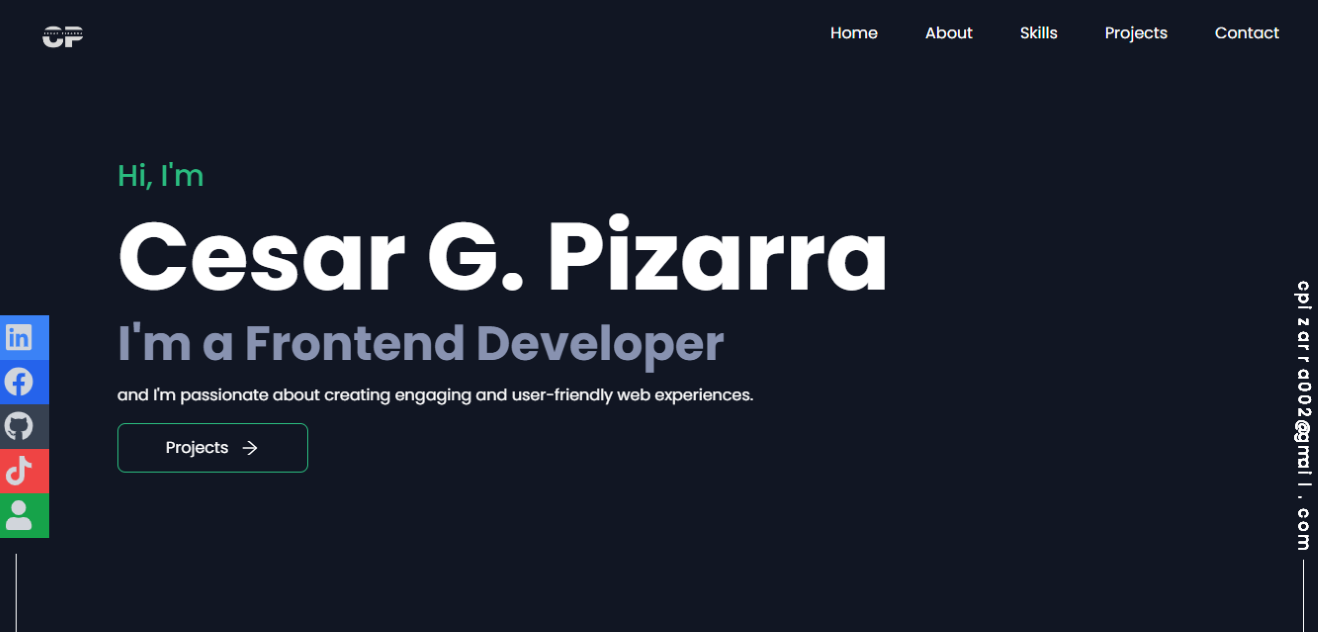 CP
Home About Skills Projects Contact
Hi, I'm
Cesar G. Pizarra
I'm a Frontend Developer
and I'm passionate about creating engaging and user-friendly web experiences.
Projects
in
cpizarra002@gmail.com